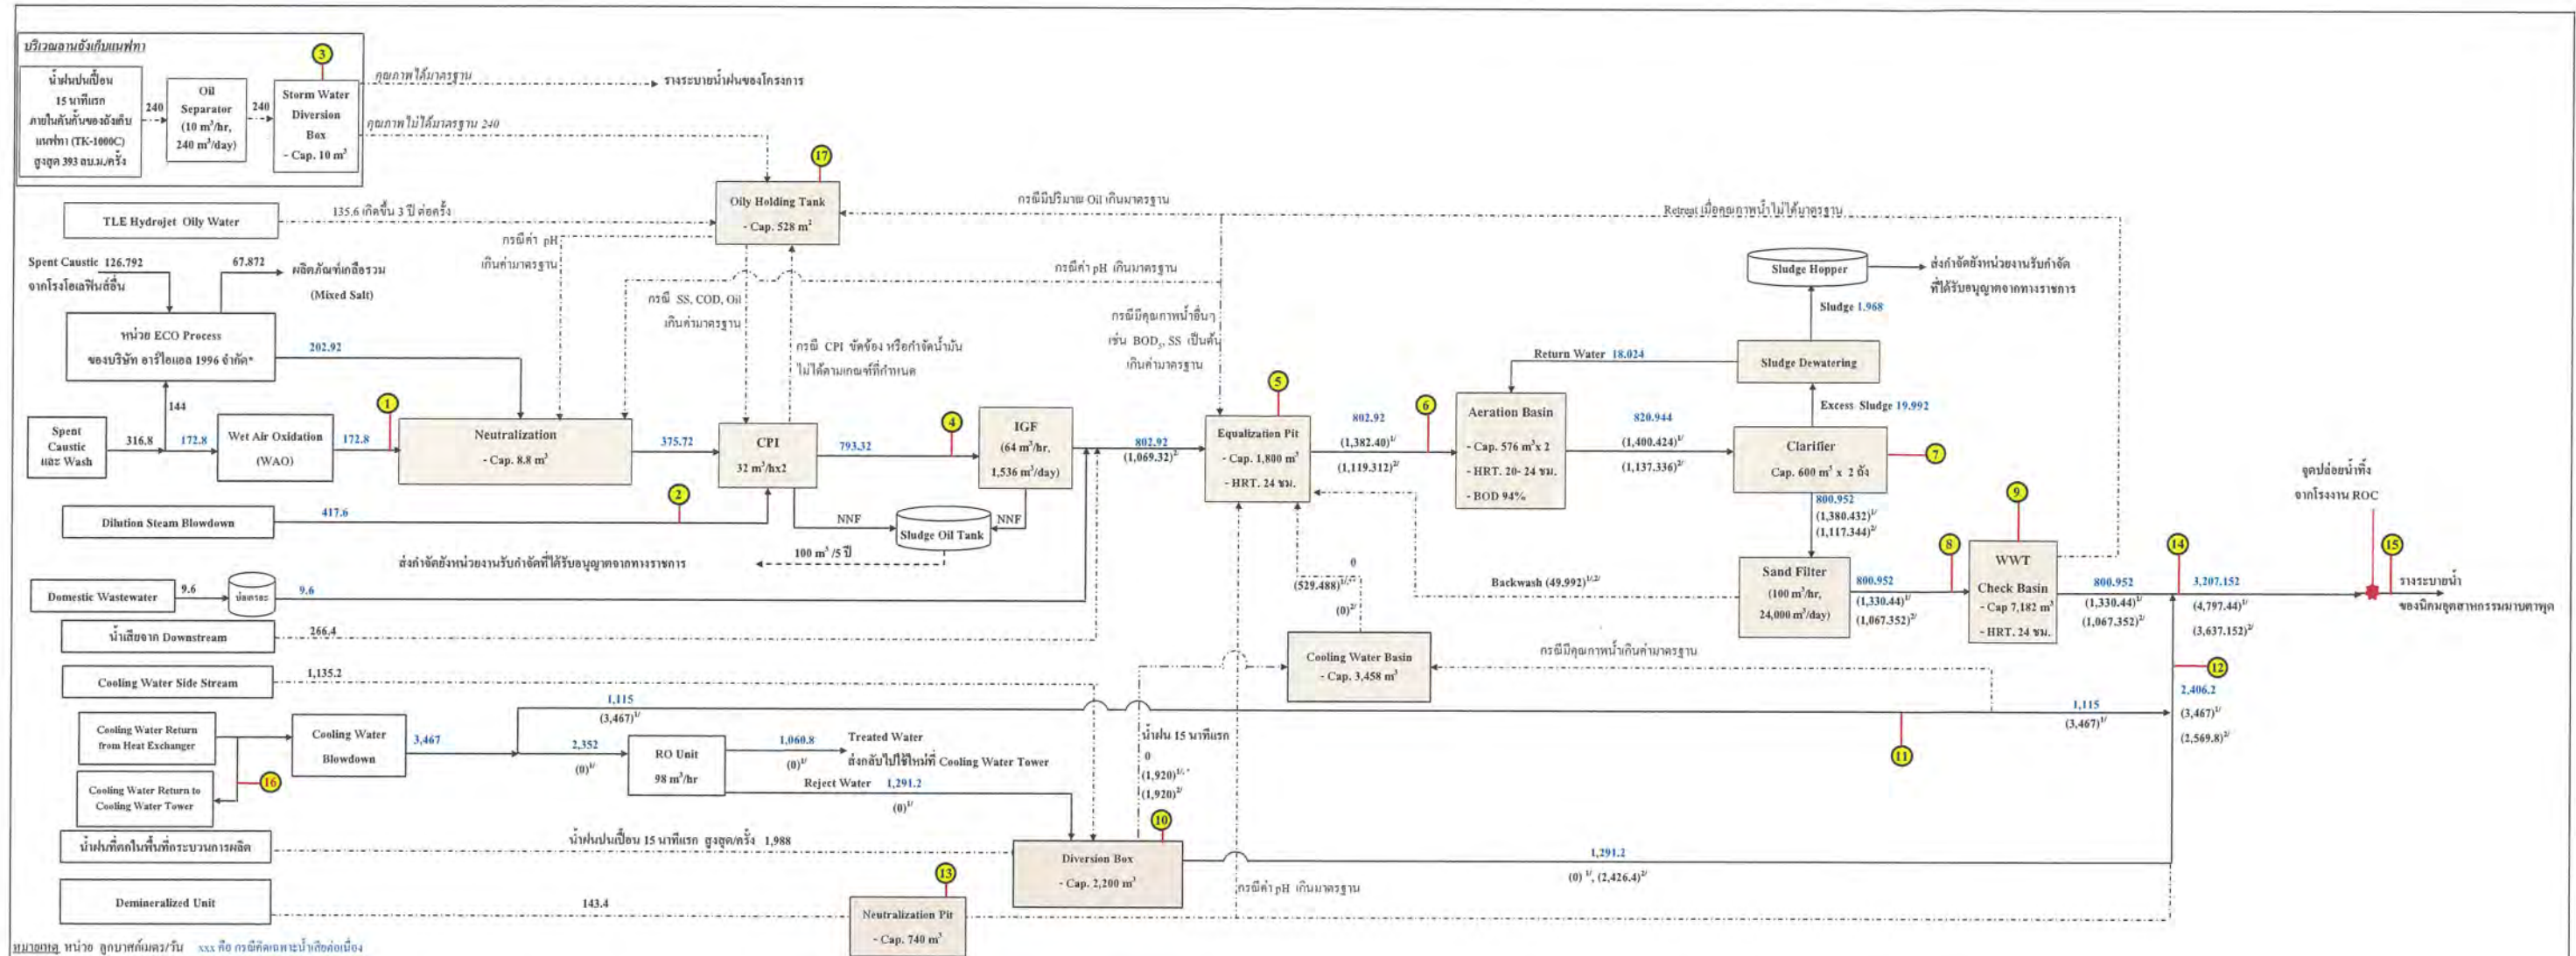 บริเวณลานถังเก็บแนฟทา
น้ำฝนปนเปื้อน
15 นาทีแรก
ภายในคันกั้นของถังเก็บ
แนฟทา (TK-1000C)
สูงสุด 393 ลบ.ม./ครั้ง
240
Oil
Separator
(10 m³/hr,
240 m³/day)
240
3
Storm Water
Diversion
Box
- Cap. 10 m³
คุณภาพได้มาตรฐาน
รางระบายน้ำฝนของโครงการ
คุณภาพไม่ได้มาตรฐาน 240
17
Oily Holding Tank
- Cap. 528 m²
TLE Hydrojet Oily Water
135.6 เกิดขึ้น 3 ปี ต่อครั้ง
กรณีมีปริมาณ Oil เกินมาตรฐาน
Retreat เมื่อคุณภาพน้ำไม่ได้มาตรฐาน
กรณีค่า pH
เกินค่ามาตรฐาน
กรณีค่า pH เกินมาตรฐาน
Spent Caustic 126.792
จากโรงโอเลฟินส์อื่น
67.872
ผลิตภัณฑ์เกลือรวม
(Mixed Salt)
กรณี SS, COD, Oil
เกินค่ามาตรฐาน
กรณี CPI ขัดข้อง หรือกำจัดน้ำมัน
ไม่ได้ตามเกณฑ์ที่กำหนด
กรณีมีคุณภาพน้ำอื่นๆ
เช่น BOD₅, SS เป็นต้น
เกินค่ามาตรฐาน
Sludge Hopper
ส่งกำจัดยังหน่วยงานรับกำจัด
ที่ได้รับอนุญาตจากทางราชการ
Sludge 1.968
หน่วย ECO Process
ของบริษัท อาร์ไอแอล 1996 จำกัด*
202.92
Return Water 18.024
Sludge Dewatering
Excess Sludge 19.992
144
Spent
Caustic
และ Wash
316.8
172.8
Wet Air Oxidation
(WAO)
172.8
1
Neutralization
- Cap. 8.8 m³
375.72
CPI
32 m³/hx2
793.32
4
IGF
(64 m³/hr,
1,536 m³/day)
802.92
(1,069.32)²/
5
Equalization Pit
- Cap. 1,800 m³
- HRT. 24 ชม.
802.92
(1,382.40)¹/
(1,119.312)²/
6
Aeration Basin
- Cap. 576 m³x 2
- HRT. 20- 24 ชม.
- BOD 94%
820.944
(1,400.424)¹/
(1,137.336)²/
Clarifier
Cap. 600 m³ x 2 ถัง
7
800.952
(1,380.432)¹/
(1,117.344)²/
จุดปล่อยน้ำทิ้ง
จากโรงงาน ROC
Dilution Steam Blowdown
417.6
2
NNF
Sludge Oil Tank
NNF
100 m³ /5 ปี
ส่งกำจัดยังหน่วยงานรับกำจัดที่ได้รับอนุญาตจากทางราชการ
Domestic Wastewater
9.6
บ่อเกรอะ
9.6
น้ำเสียจาก Downstream
266.4
0
(529.488)¹/,*
(0)²/
Backwash (49.992)¹/,²/
Sand Filter
(100 m³/hr,
24,000 m³/day)
800.952
(1,330.44)¹/
(1,067.352)²/
8
9
WWT
Check Basin
- Cap 7,182 m³
- HRT. 24 ชม.
800.952
(1,330.44)¹/
(1,067.352)²/
14
3,207.152
(4,797.44)¹/
(3,637.152)²/
15
รางระบายน้ำ
ของนิคมอุตสาหกรรมมาบตาพุด
Cooling Water Side Stream
1,135.2
Cooling Water Basin
- Cap. 3,458 m³
กรณีมีคุณภาพน้ำเกินค่ามาตรฐาน
12
2,406.2
(3,467)¹/
(2,569.8)²/
Cooling Water Return
from Heat Exchanger
Cooling Water Return to
Cooling Water Tower
16
Cooling Water
Blowdown
3,467
1,115
(3,467)¹/
1,115
(3,467)¹/
11
2,352
(0)¹/
RO Unit
98 m³/hr
1,060.8
(0)¹/
Treated Water
ส่งกลับไปใช้ใหม่ที่ Cooling Water Tower
Reject Water 1,291.2
(0)¹/
น้ำฝน 15 นาทีแรก
0
(1,920)¹/,*
(1,920)²/
น้ำฝนที่ตกในพื้นที่กระบวนการผลิต
น้ำฝนปนเปื้อน 15 นาทีแรก สูงสุด/ครั้ง 1,988
10
Diversion Box
- Cap. 2,200 m³
1,291.2
(0) ¹/, (2,426.4)²/
Demineralized Unit
143.4
13
Neutralization Pit
- Cap. 740 m³
กรณีค่า pH เกินมาตรฐาน
หมายเหตุ หน่วย ลูกบาศก์เมตร/วัน xxx คือ กรณีคิดเฉพาะน้ำเสียต่อเนื่อง